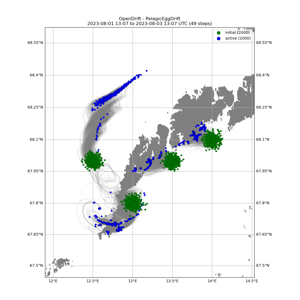 OpenDrift - PelagicEggDrift
2023-08-01 13:07 to 2023-08-03 13:07 UTC (49 steps)
initial (2000)
active (2000)
68.55°N 68.55°N
68.4°N 68.4°N
68.25°N 68.25°N
68.1°N 68.1°N
67.95°N 67.95°N
67.8°N 67.8°N
67.65°N 67.65°N
67.5°N 67.5°N
12°E 12.5°E 13°E 13.5°E 14°E 14.5°E